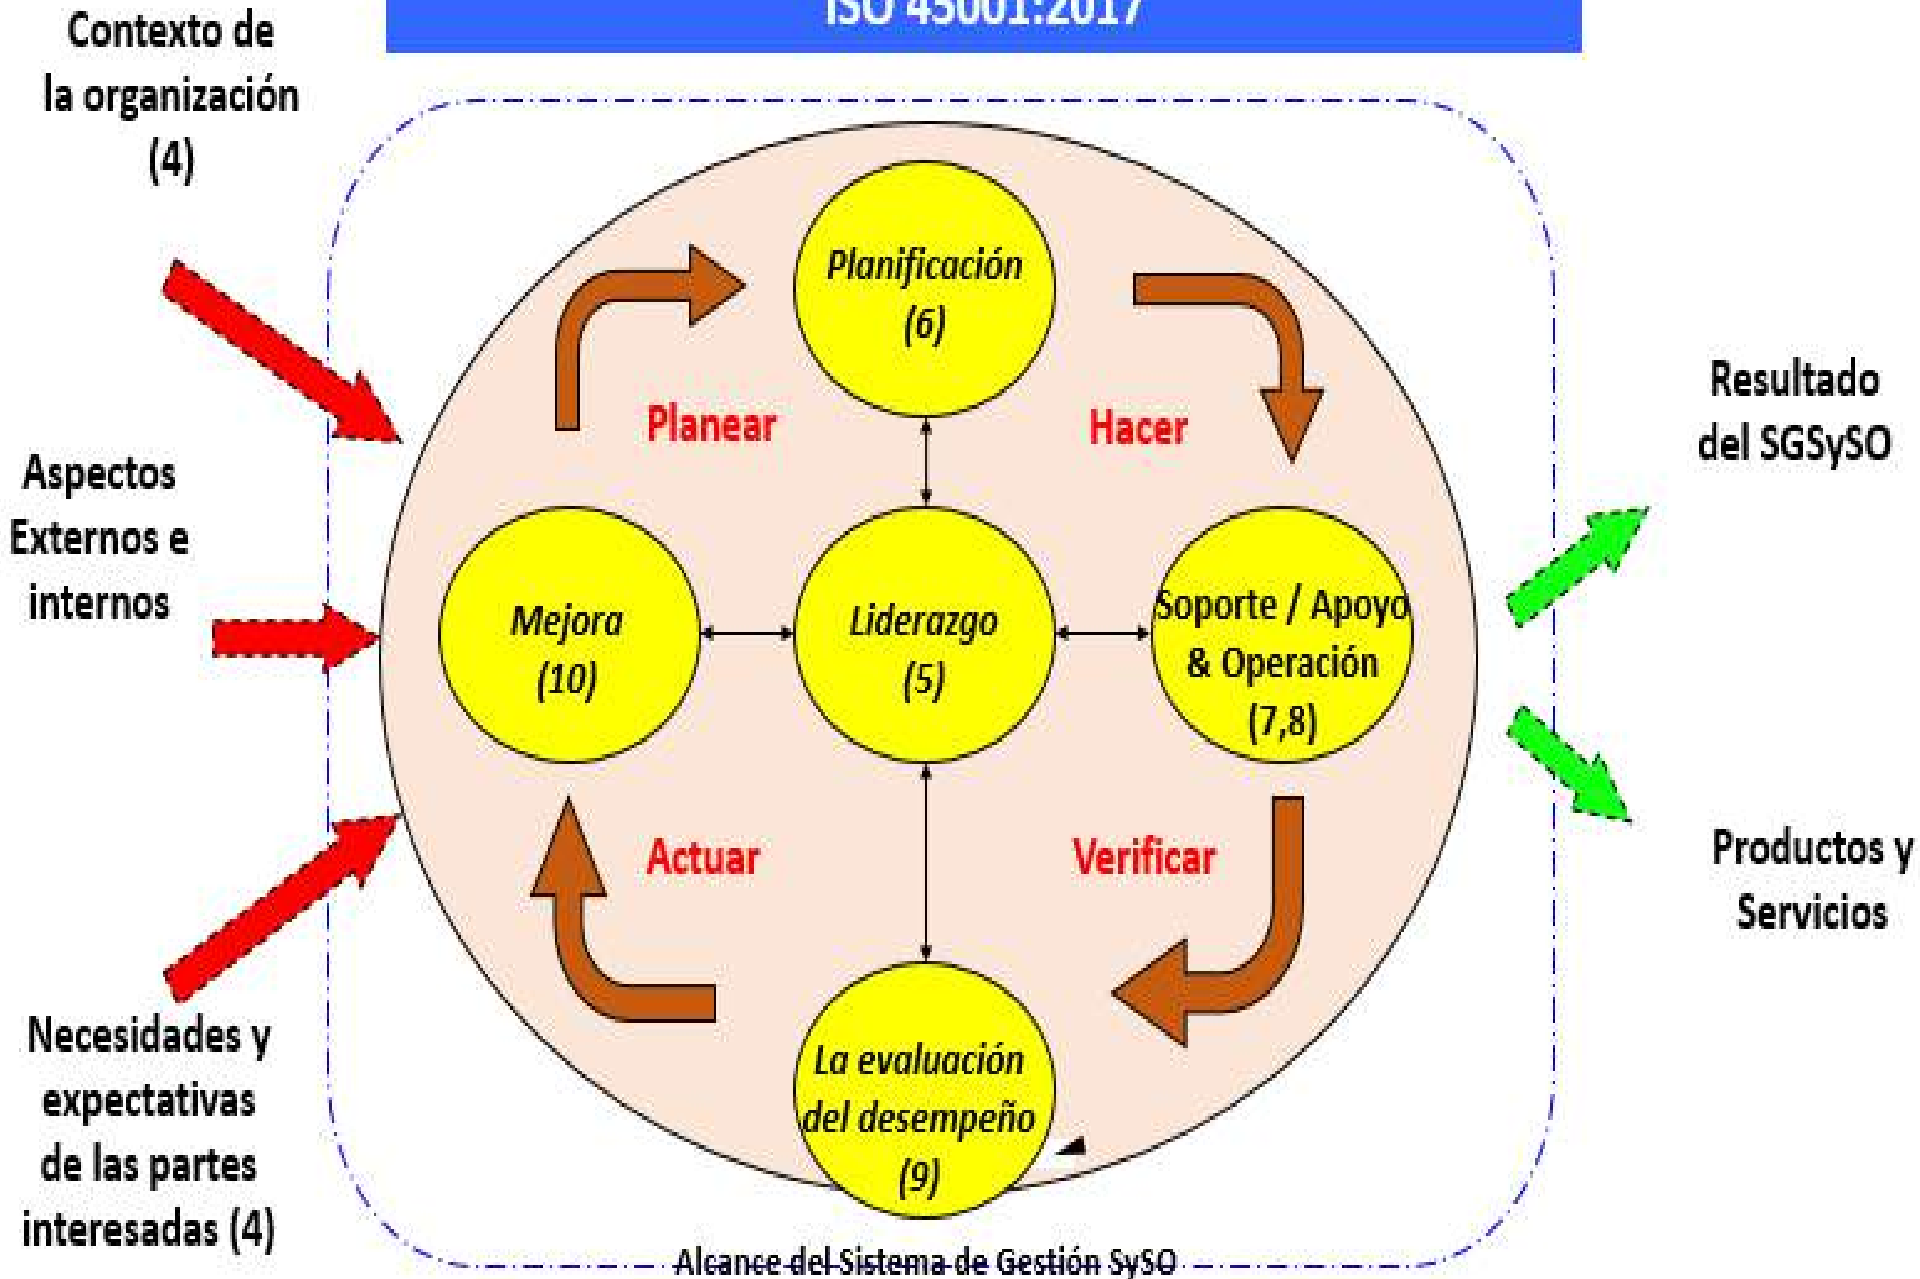 ISO 45001:2017
Contexto de
la organización
(4)
Aspectos
Externos e
internos
Necesidades y
expectativas
de las partes
interesadas (4)
Planificación
(6)
Planear
Hacer
Mejora
(10)
Liderazgo
(5)
Soporte / Apoyo
& Operación
(7,8)
Actuar
Verificar
La evaluación
del desempeño
(9)
Alcance del Sistema de Gestión SySO
Resultado
del SGSySO
Productos y
Servicios